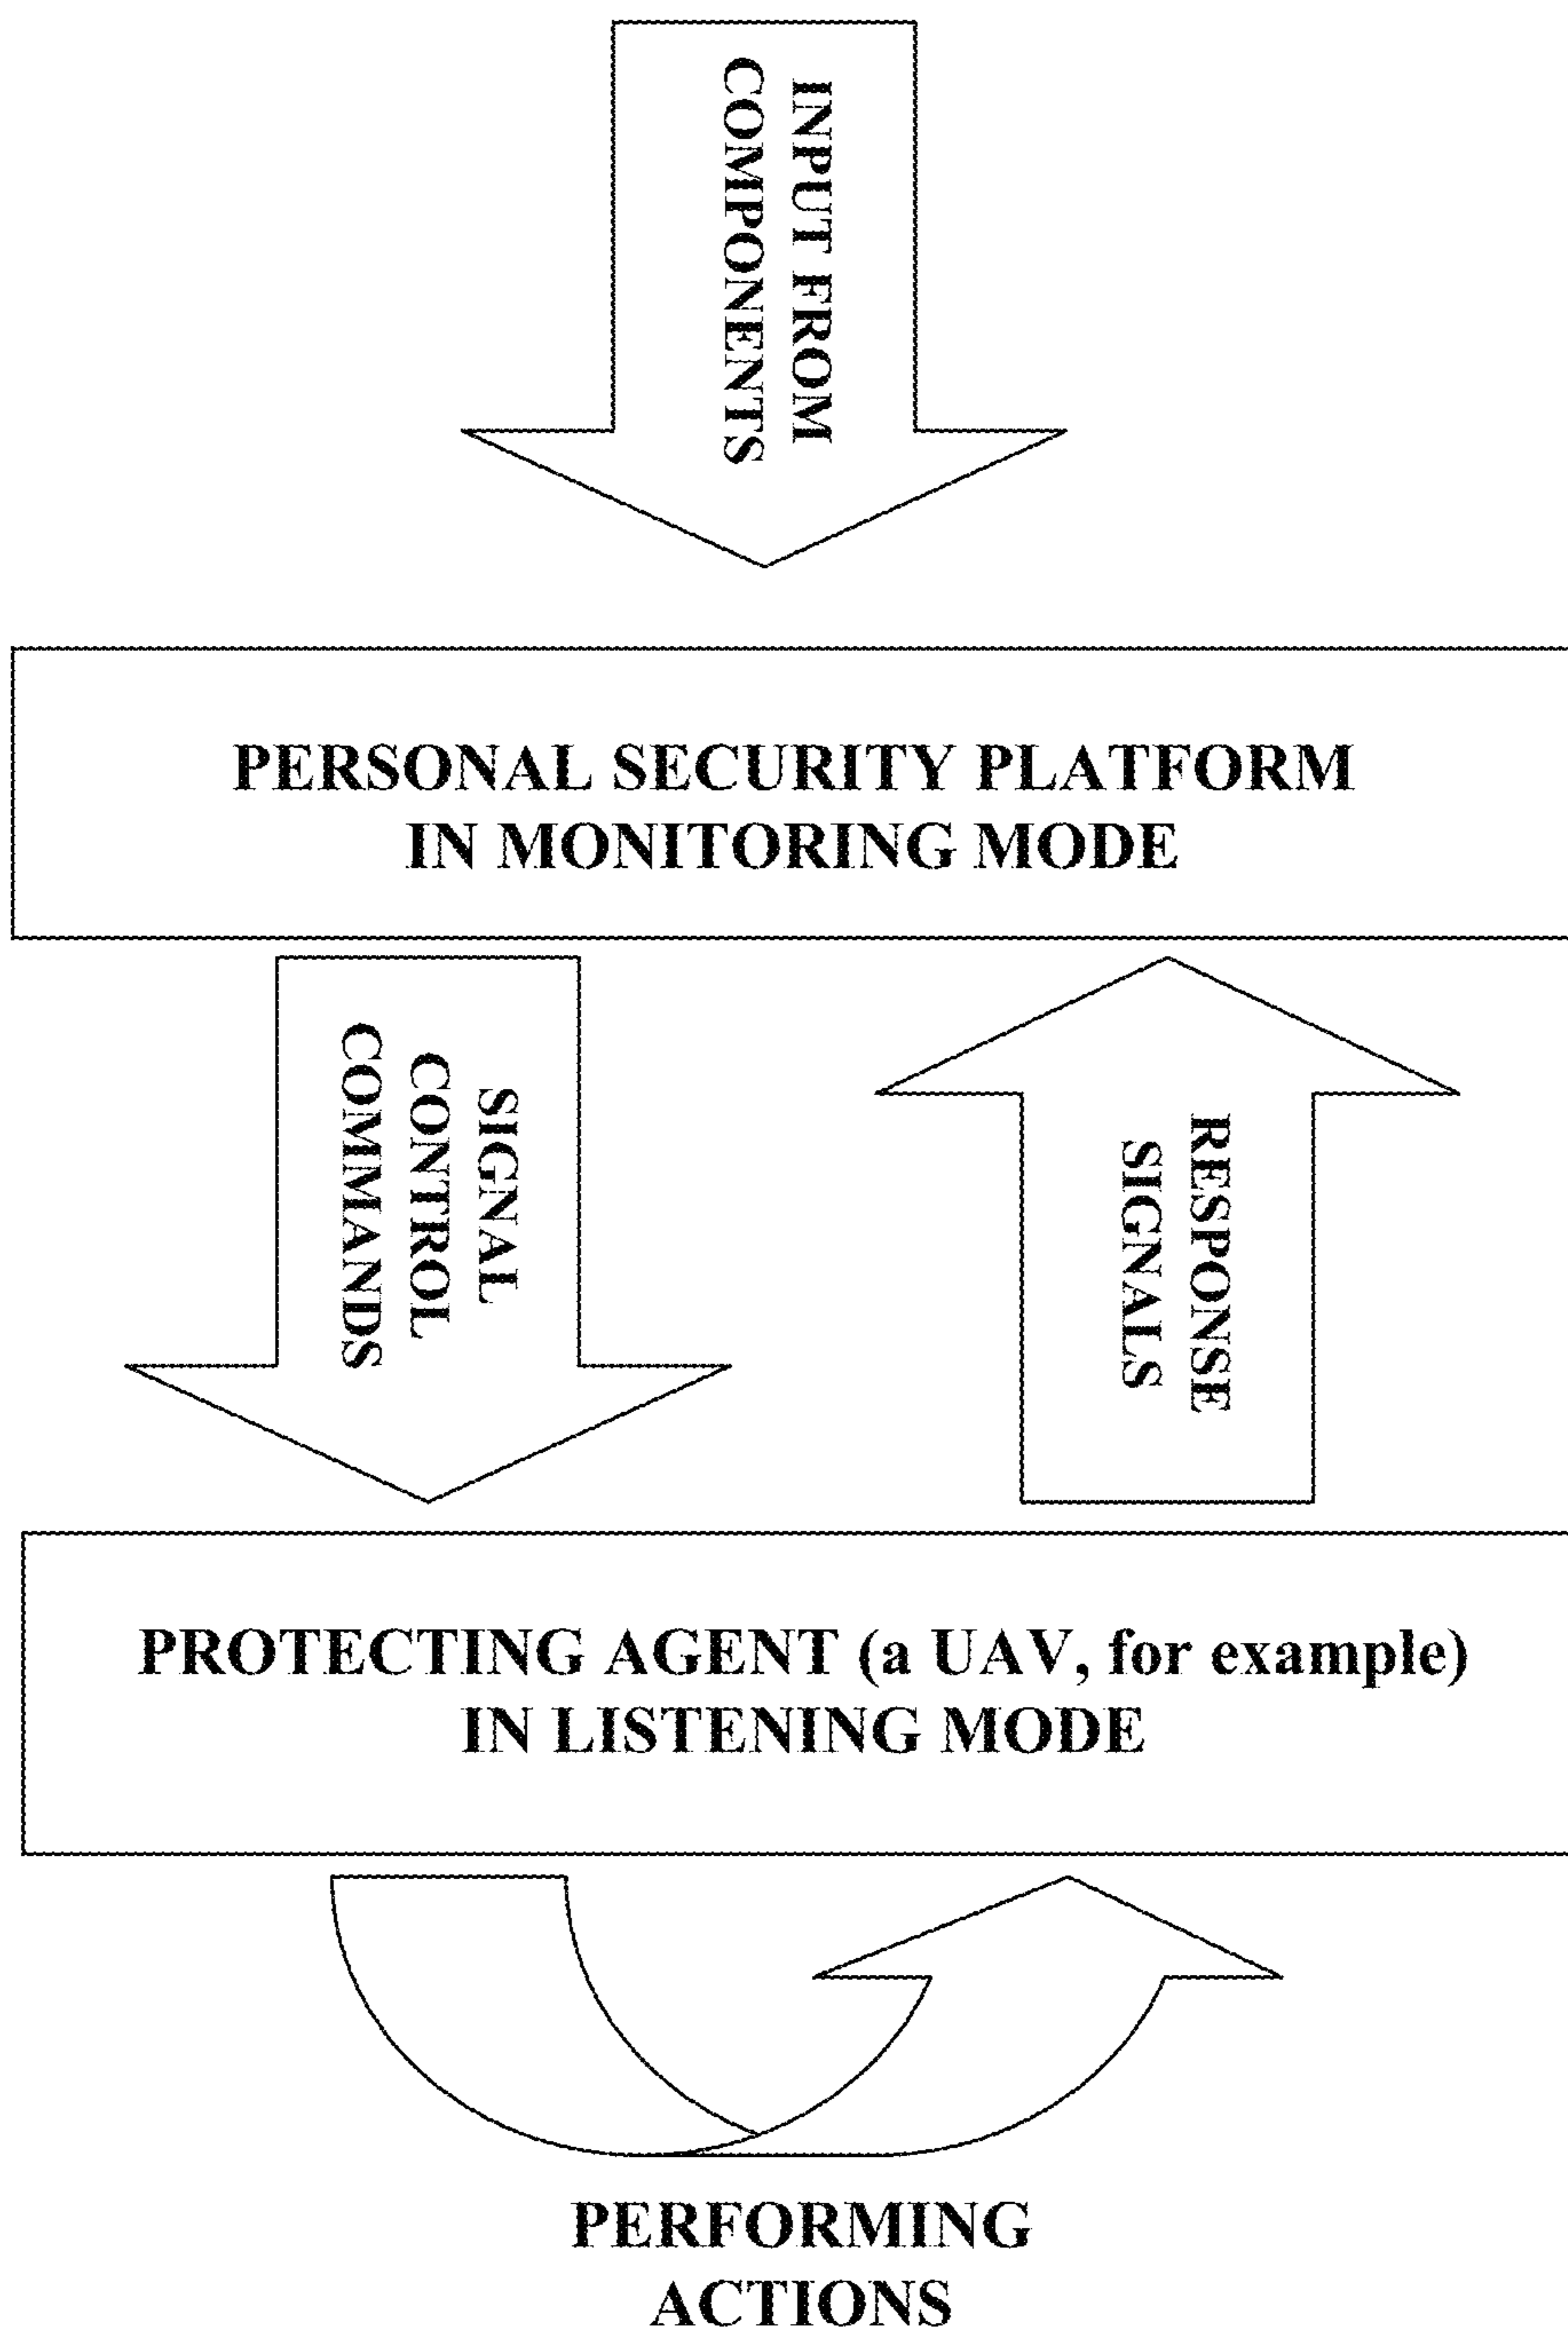 INPUT FROM
COMPONENTS
PERSONAL SECURITY PLATFORM
IN MONITORING MODE
SIGNAL
CONTROL
COMMANDS
RESPONSE
SIGNALS
PROTECTING AGENT (a UAV, for example)
IN LISTENING MODE
PERFORMING
ACTIONS